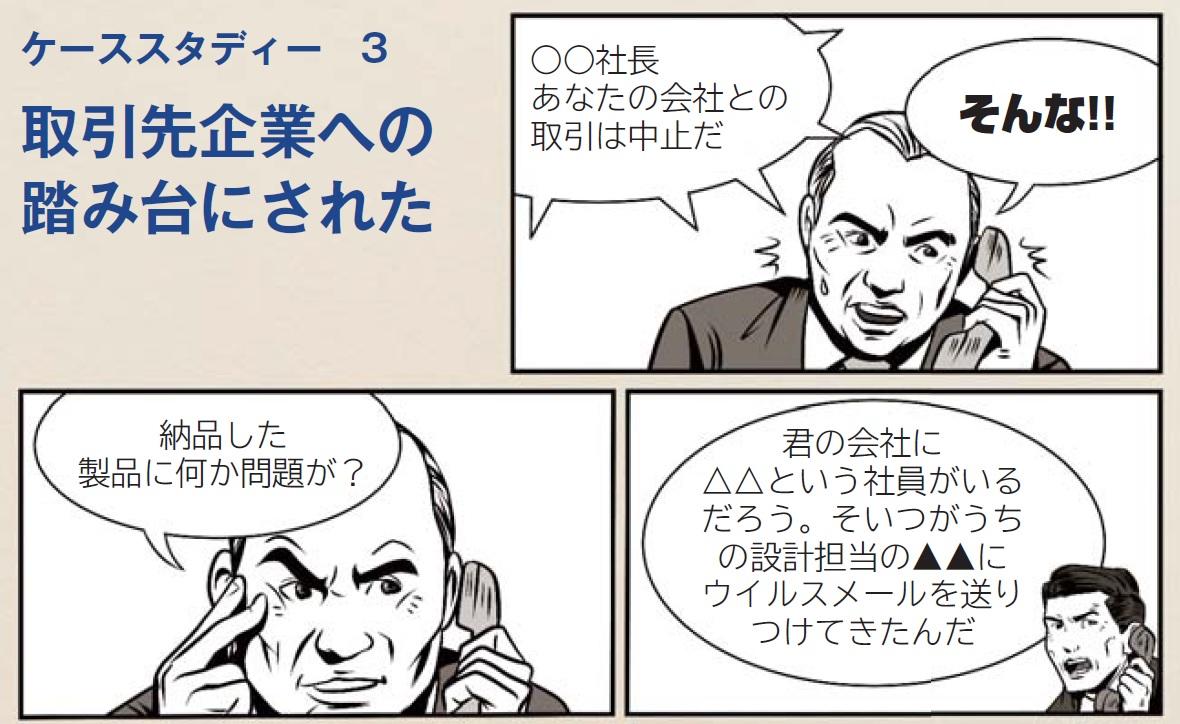 ケーススタディー　3
取引先企業への
踏み台にされた
〇〇社長
あなたの会社との
取引は中止だ
そんな!!
納品した
製品に何か問題が？
君の会社に
△△という社員がいる
だろう。そいつがうち
の設計担当の▲▲に
ウイルスメールを送り
つけてきたんだ